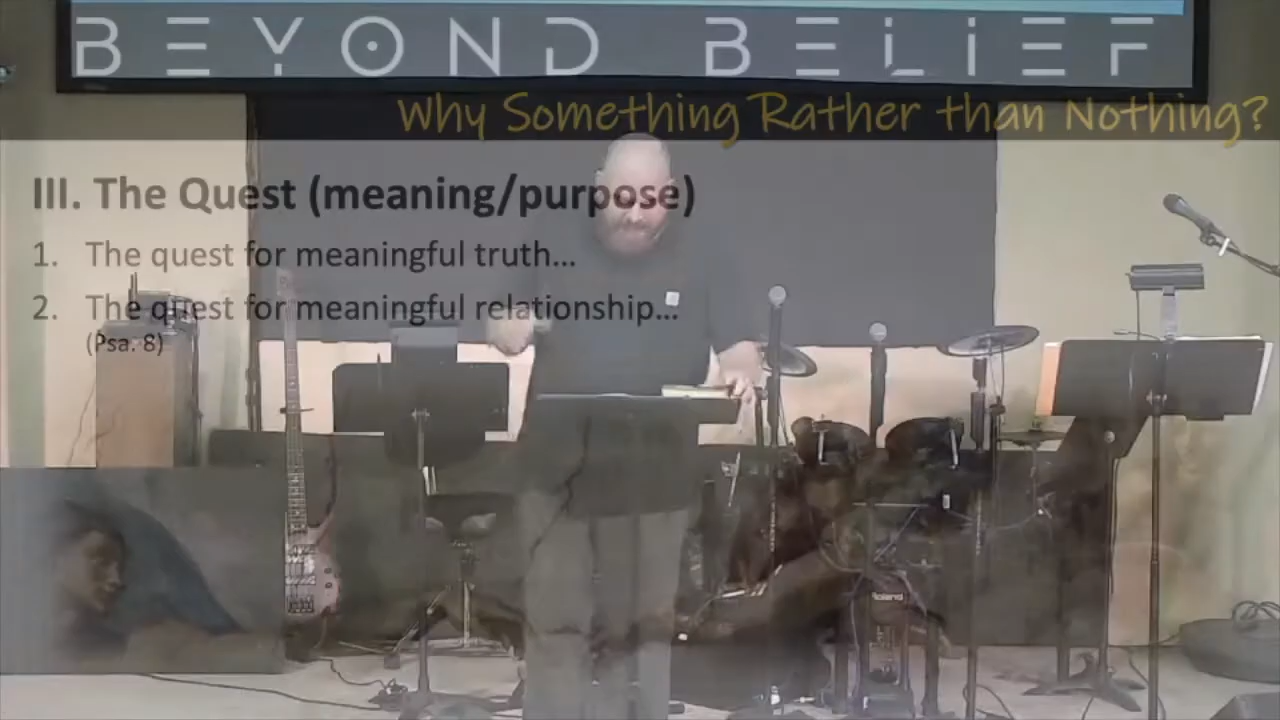 BEYOND BELIEF
Why Something Rather than Nothing?
III. The Quest (meaning/purpose)
1. The quest for meaningful truth...
2. The quest for meaningful relationship...
(Psa. 8)
Roland